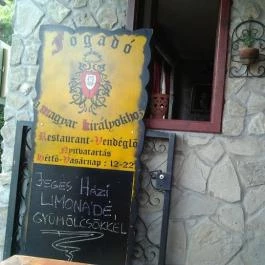 Fogadó
a magyar királyokhoz
Restaurant-Vendéglő
Nyitvatartás
Hétfő-Vasárnap : 12-22
JEGES HÁZI
LIMONÁDÉ,
GYÜMÖLCSÖKKEL